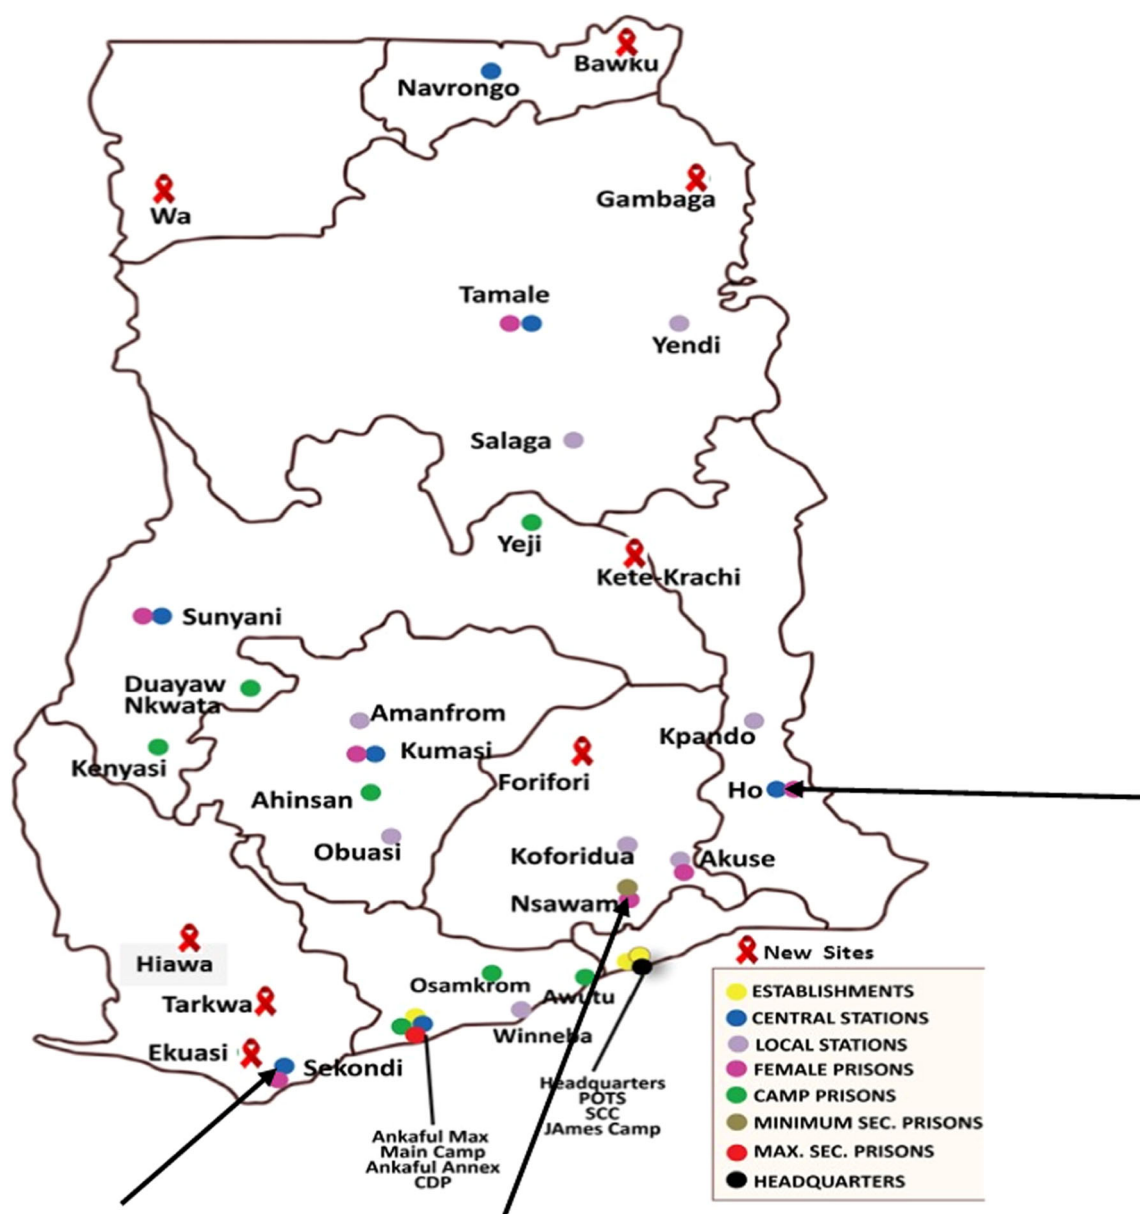 Bawku
Navrongo
Gambaga
Wa
Tamale
Yendi
Salaga
Yeji
Kete-Krachi
Sunyani
Duayaw
Nkwata
Amanfrom
Kpando
Kumasi
Kenyasi
Forifori
Ho
Ahinsan
Obuasi
Koforidua
Akuse
Nsawam
Hiawa
Osamkrom
Awutu
Tarkwa
Winneba
Ekuasi
Sekondi
Headquarters
POTS
SCC
JAmes Camp
Ankaful Max
Main Camp
Ankaful Annex
CDP
New Sites
ESTABLISHMENTS
CENTRAL STATIONS
LOCAL STATIONS
FEMALE PRISONS
CAMP PRISONS
MINIMUM SEC. PRISONS
MAX. SEC. PRISONS
HEADQUARTERS